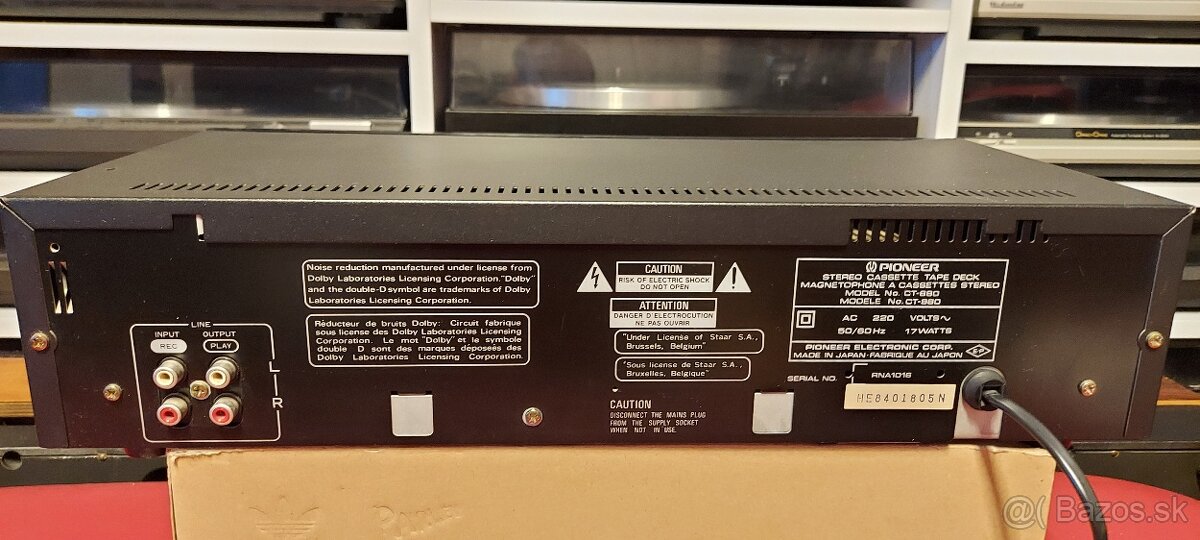 Noise reduction manufactured under license from
Dolby Laboratories Licensing Corporation. "Dolby"
and the double-D symbol are trademarks of Dolby
Laboratories Licensing Corporation.
Réducteur de bruits Dolby: Circuit fabrique
sous license des Dolby Laboratories Licensing
Corporation. Le mot "Dolby" et le symbole
double D sont des marques déposées des
Dolby Laboratories Licensing Corporation.
LINE
INPUT OUTPUT
REC PLAY
L
R
CAUTION
RISK OF ELECTRIC SHOCK
DO NOT OPEN
ATTENTION
DANGER D'ELECTROCUTION
NE PAS OUVRIR
"Under License of Staar S.A.,
Brussels, Belgium"
"Sous license de Staar S.A.,
Bruxelles, Belgique"
CAUTION
DISCONNECT THE MAINS PLUG
FROM THE SUPPLY SOCKET
WHEN NOT IN USE.
PIONEER
STEREO CASSETTE TAPE DECK
MAGNETOPHONE A CASSETTES STEREO
MODEL No. CT-880
MODELE No. CT-880
AC 220 VOLTS~
50/60Hz 17WATTS
PIONEER ELECTRONIC CORP.
MADE IN JAPAN·FABRIQUE AU JAPON
SERIAL NO.
RNA1016
HE8401805N
@( Bazos.sk